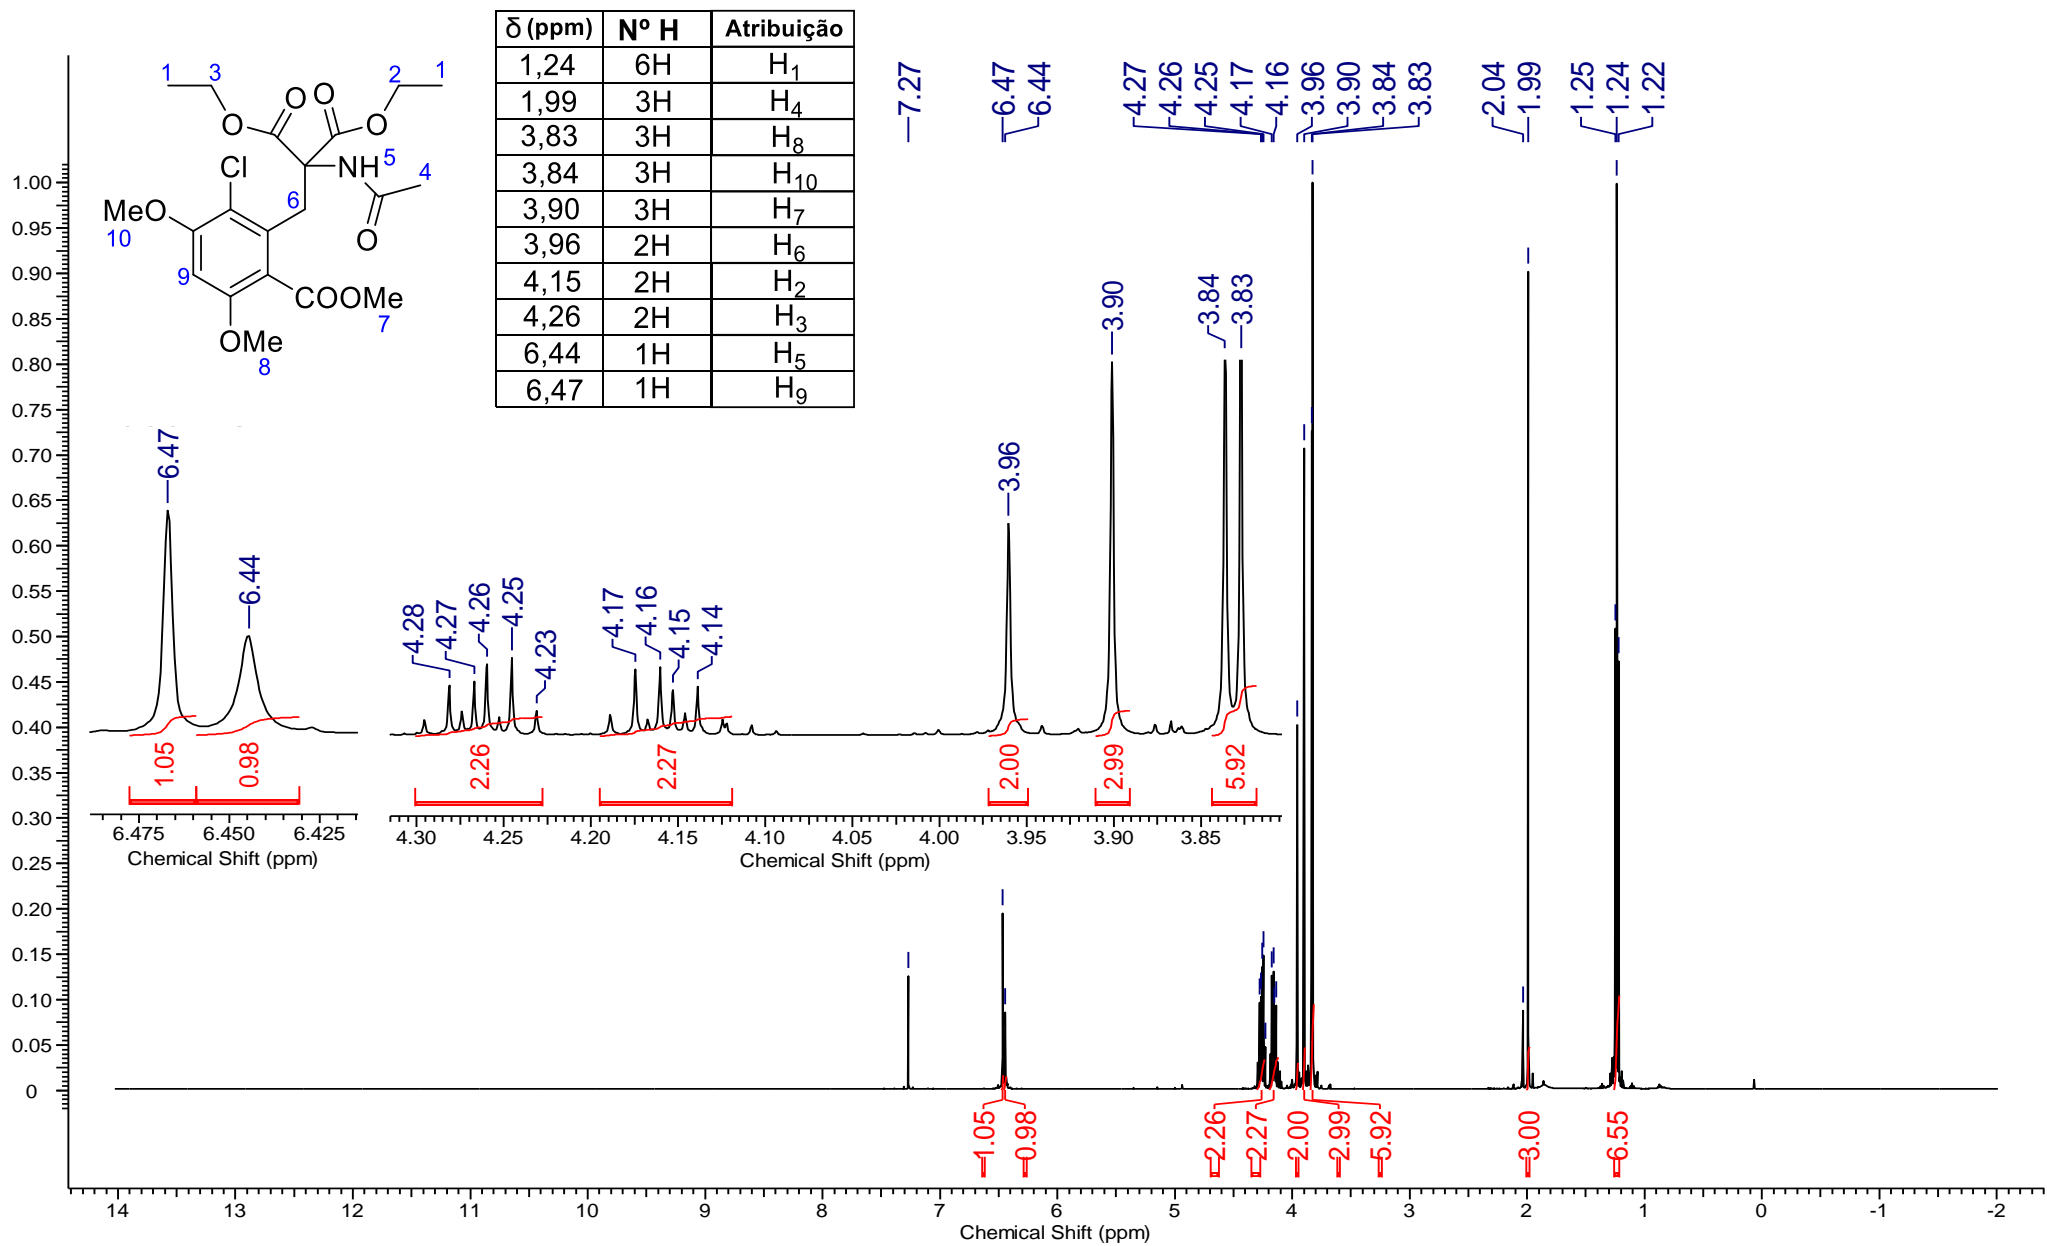 δ (ppm) Nº H Atribuição
1,24 6H H1
1,99 3H H4
3,83 3H H8
3,84 3H H10
3,90 3H H7
3,96 2H H6
4,15 2H H2
4,26 2H H3
6,44 1H H5
6,47 1H H9
1 3 2 1
O O
O O
Cl NH 5 4
6
MeO O
10
9
COOMe
7
OMe
8
7.27 6.47 6.44 4.27 4.26 4.25 4.17 4.16 3.96 3.90 3.84 3.83 2.04 1.99 1.25 1.24 1.22
1.00
0.95
0.90
0.85
0.80
0.75
0.70
0.65
0.60
0.55
0.50
0.45
0.40
0.35
0.30
0.25
0.20
0.15
0.10
0.05
0
6.47 6.44
1.05 0.98
6.475 6.450 6.425
Chemical Shift (ppm)
4.28 4.27 4.26 4.25 4.23 4.17 4.16 4.15 4.14 3.96 3.90 3.84 3.83
2.26 2.27 2.00 2.99 5.92
4.30 4.25 4.20 4.15 4.10 4.05 4.00 3.95 3.90 3.85
Chemical Shift (ppm)
1.05 0.98 2.26 2.27 2.00 2.99 5.92 3.00 6.55
14 13 12 11 10 9 8 7 6 5 4 3 2 1 0 -1 -2
Chemical Shift (ppm)